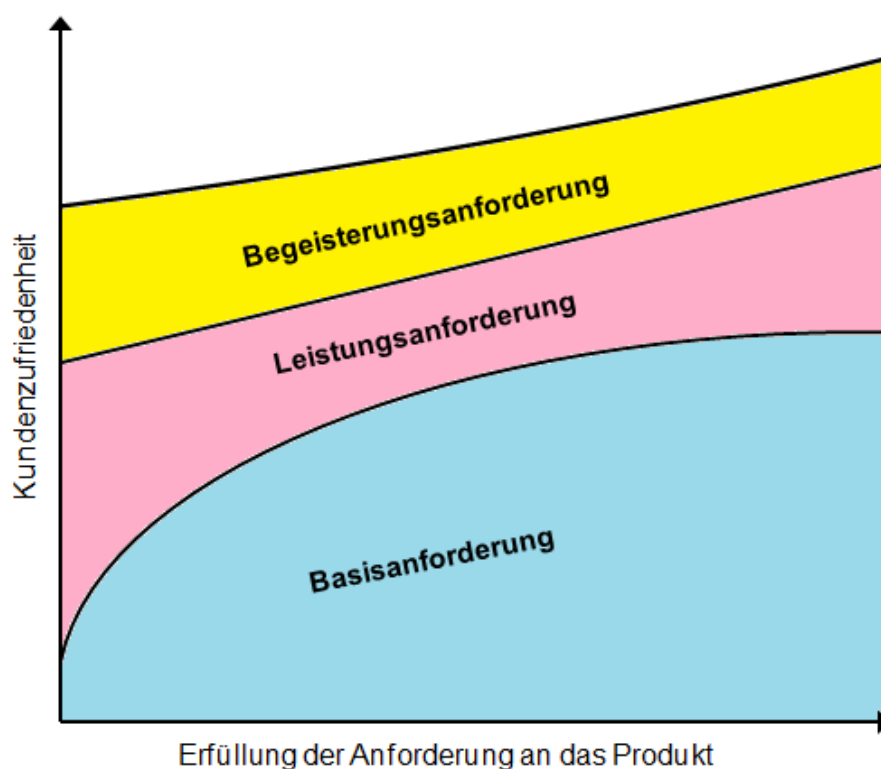 Begeisterungsanforderung
Leistungsanforderung
Basisanforderung
Kundenzufriedenheit
Erfüllung der Anforderung an das Produkt